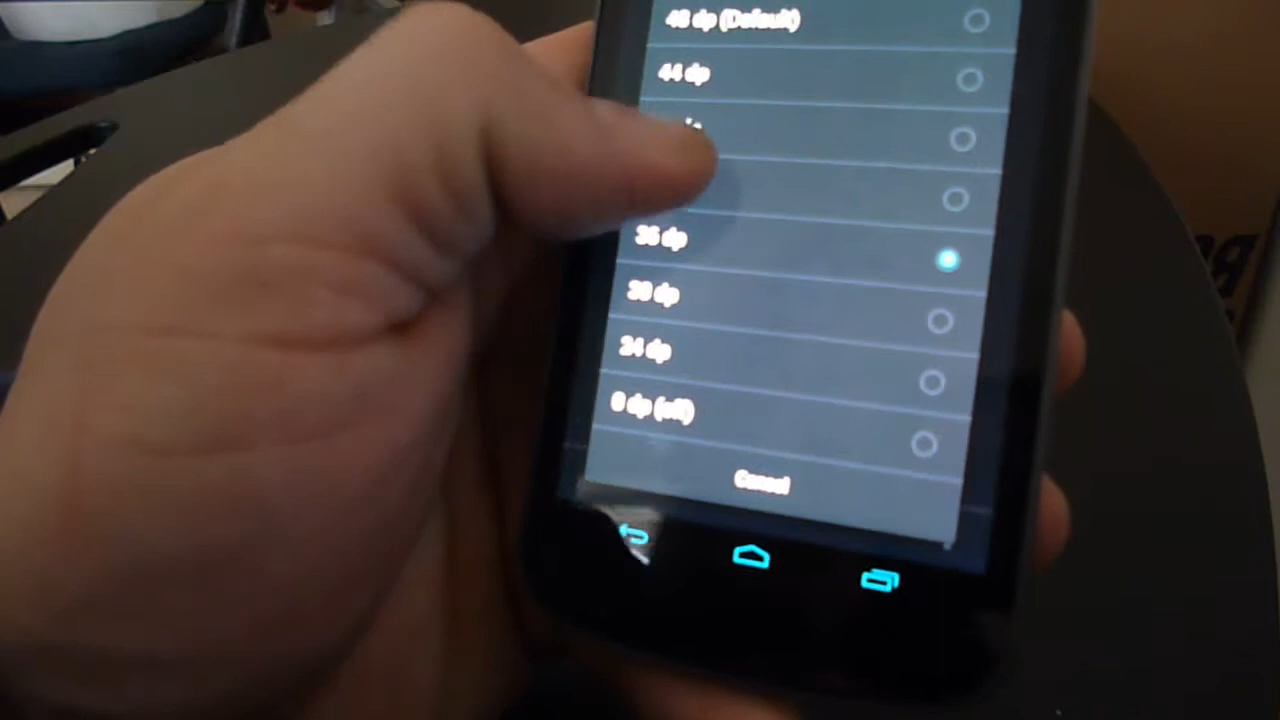 48 dp (Default)
44 dp
36 dp
30 dp
24 dp
0 dp (off)
Cancel